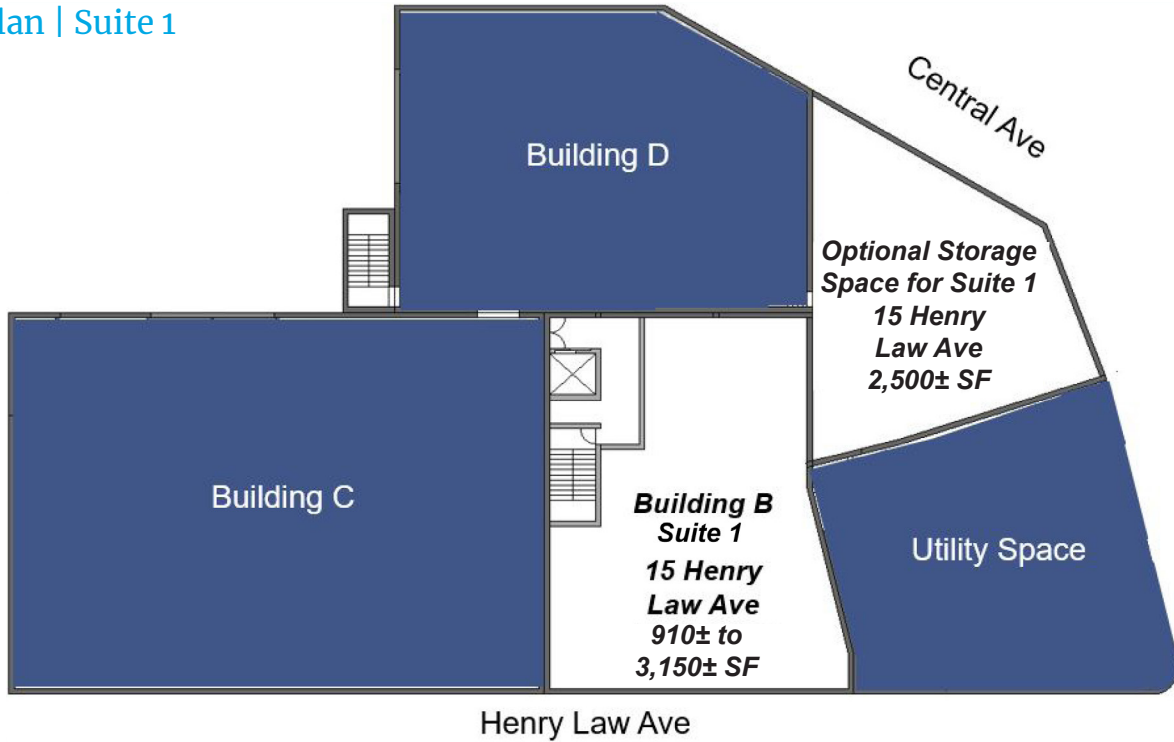 lan | Suite 1
Central Ave
Building D
Optional Storage
Space for Suite 1
15 Henry
Law Ave
2,500± SF
Building C
Building B
Suite 1
15 Henry
Law Ave
910± to
3,150± SF
Utility Space
Henry Law Ave